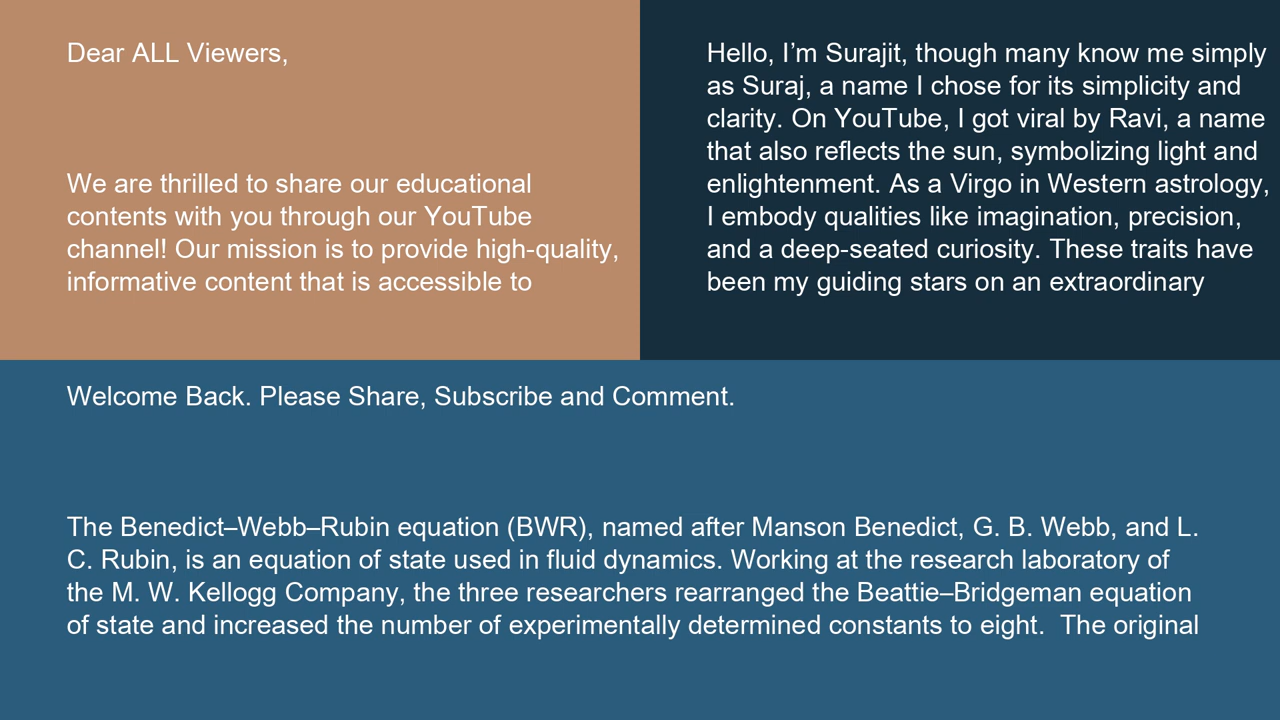 Dear ALL Viewers,
We are thrilled to share our educational
contents with you through our YouTube
channel! Our mission is to provide high-quality,
informative content that is accessible to
Hello, I’m Surajit, though many know me simply
as Suraj, a name I chose for its simplicity and
clarity. On YouTube, I got viral by Ravi, a name
that also reflects the sun, symbolizing light and
enlightenment. As a Virgo in Western astrology,
I embody qualities like imagination, precision,
and a deep-seated curiosity. These traits have
been my guiding stars on an extraordinary
Welcome Back. Please Share, Subscribe and Comment.
The Benedict–Webb–Rubin equation (BWR), named after Manson Benedict, G. B. Webb, and L.
C. Rubin, is an equation of state used in fluid dynamics. Working at the research laboratory of
the M. W. Kellogg Company, the three researchers rearranged the Beattie–Bridgeman equation
of state and increased the number of experimentally determined constants to eight.  The original